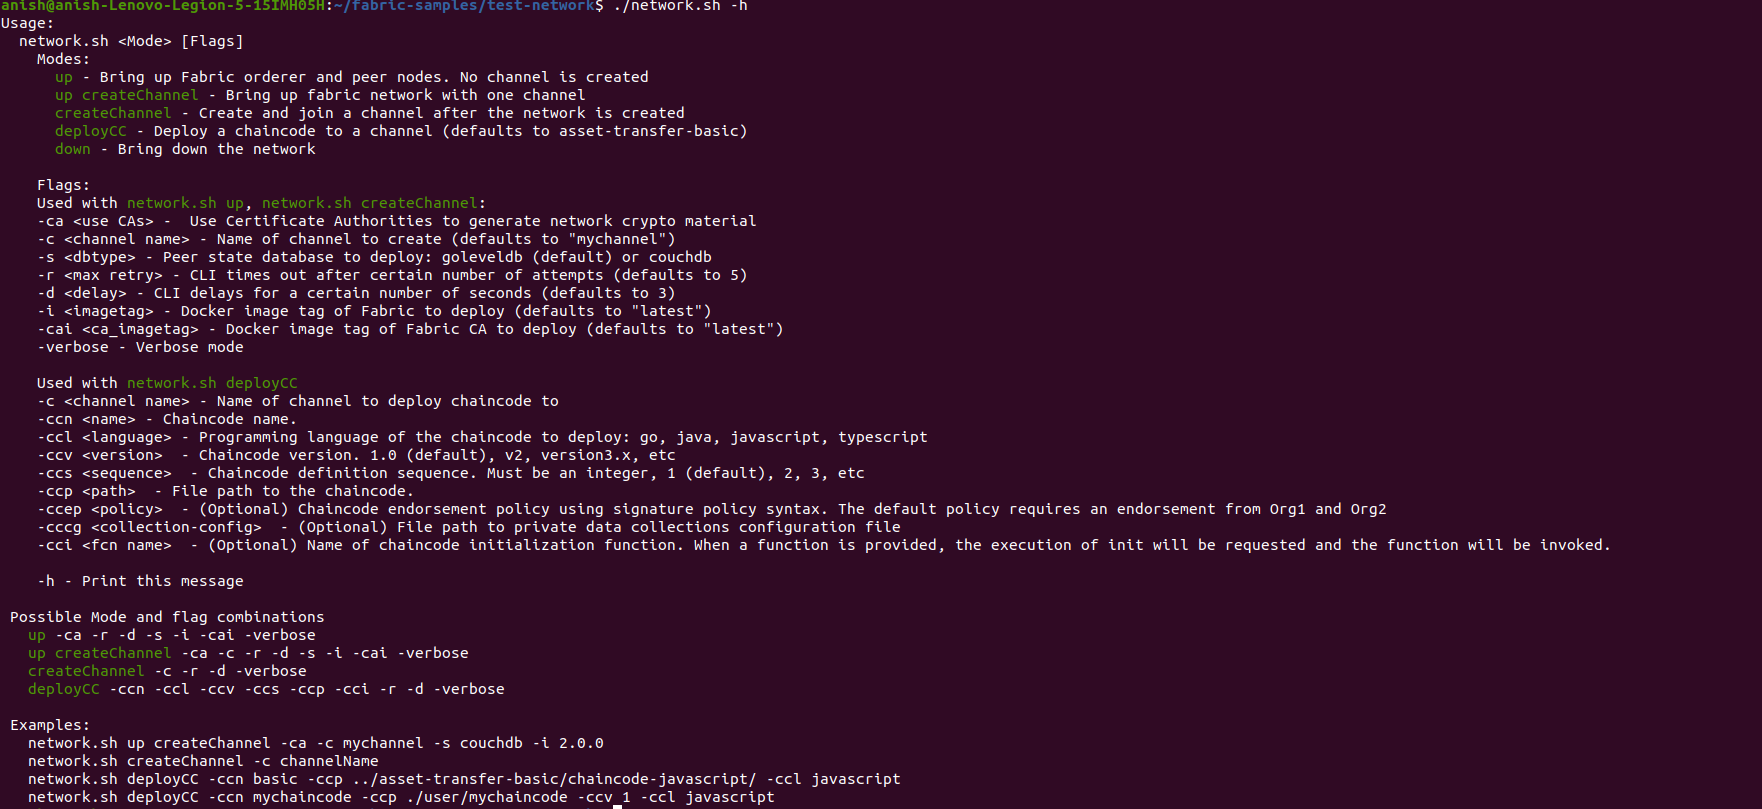 anish@anish-Lenovo-Legion-5-15IMH05H:~/fabric-samples/test-network$ ./network.sh -h
Usage:
  network.sh <Mode> [Flags]
    Modes:
      up - Bring up Fabric orderer and peer nodes. No channel is created
      up createChannel - Bring up fabric network with one channel
      createChannel - Create and join a channel after the network is created
      deployCC - Deploy a chaincode to a channel (defaults to asset-transfer-basic)
      down - Bring down the network

    Flags:
    Used with network.sh up, network.sh createChannel:
    -ca <use CAs> -  Use Certificate Authorities to generate network crypto material
    -c <channel name> - Name of channel to create (defaults to "mychannel")
    -s <dbtype> - Peer state database to deploy: goleveldb (default) or couchdb
    -r <max retry> - CLI times out after certain number of attempts (defaults to 5)
    -d <delay> - CLI delays for a certain number of seconds (defaults to 3)
    -i <imagetag> - Docker image tag of Fabric to deploy (defaults to "latest")
    -cai <ca_imagetag> - Docker image tag of Fabric CA to deploy (defaults to "latest")
    -verbose - Verbose mode

    Used with network.sh deployCC
    -c <channel name> - Name of channel to deploy chaincode to
    -ccn <name> - Chaincode name.
    -ccl <language> - Programming language of the chaincode to deploy: go, java, javascript, typescript
    -ccv <version>  - Chaincode version. 1.0 (default), v2, version3.x, etc
    -ccs <sequence>  - Chaincode definition sequence. Must be an integer, 1 (default), 2, 3, etc
    -ccp <path>  - File path to the chaincode.
    -ccep <policy>  - (Optional) Chaincode endorsement policy using signature policy syntax. The default policy requires an endorsement from Org1 and Org2
    -cccg <collection-config>  - (Optional) File path to private data collections configuration file
    -cci <fcn name>  - (Optional) Name of chaincode initialization function. When a function is provided, the execution of init will be requested and the function will be invoked.

    -h - Print this message

 Possible Mode and flag combinations
   up -ca -r -d -s -i -cai -verbose
   up createChannel -ca -c -r -d -s -i -cai -verbose
   createChannel -c -r -d -verbose
   deployCC -ccn -ccl -ccv -ccs -ccp -cci -r -d -verbose

 Examples:
   network.sh up createChannel -ca -c mychannel -s couchdb -i 2.0.0
   network.sh createChannel -c channelName
   network.sh deployCC -ccn basic -ccp ../asset-transfer-basic/chaincode-javascript/ -ccl javascript
   network.sh deployCC -ccn mychaincode -ccp ./user/mychaincode -ccv 1 -ccl javascript